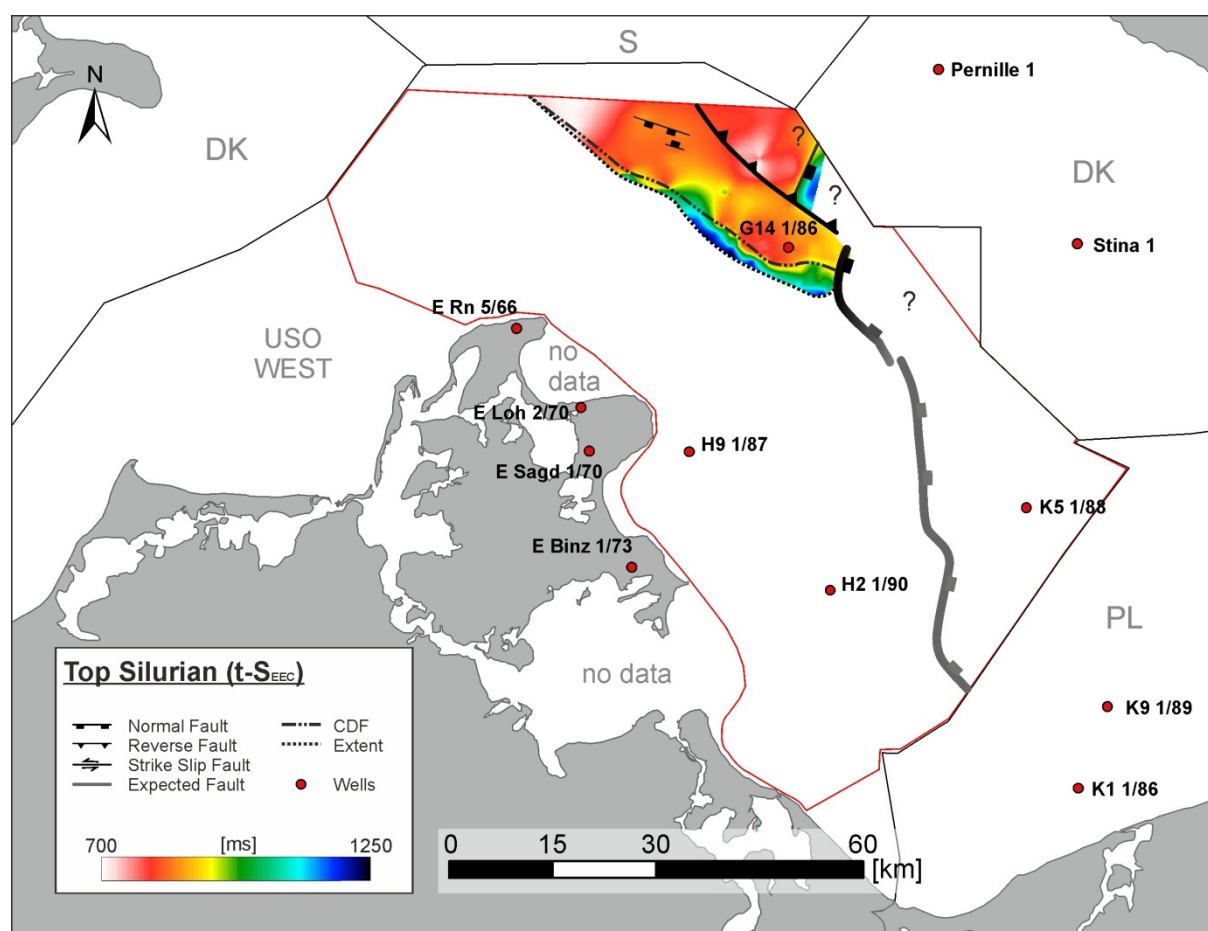 S
Pernille 1
N
DK
?
DK
?
G14 1/86
Stina 1
?
E Rn 5/66
USO
WEST
no
data
E Loh 2/70
H9 1/87
E Sagd 1/70
K5 1/88
E Binz 1/73
H2 1/90
PL
no data
K9 1/89
K1 1/86
Top Silurian (t-SEEC)
Normal Fault
Reverse Fault
Strike Slip Fault
Expected Fault
CDF
Extent
Wells
700 [ms] 1250
0 15 30 60
[km]